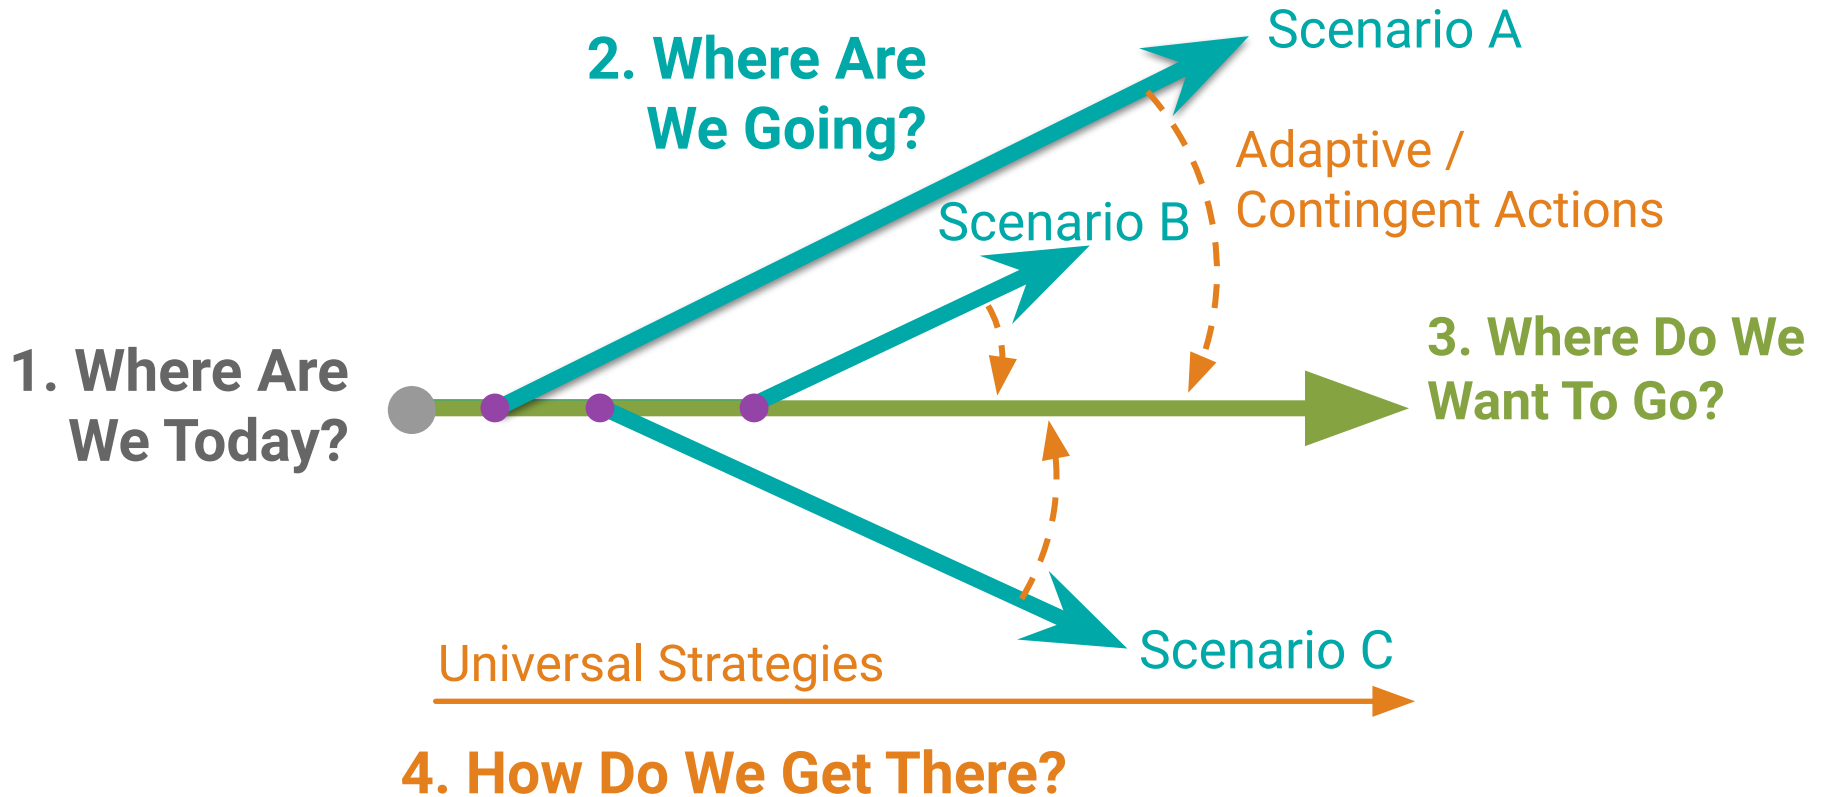 1. Where Are
We Today?
2. Where Are
We Going?
Scenario A
Adaptive /
Contingent Actions
Scenario B
3. Where Do We
Want To Go?
Scenario C
Universal Strategies
4. How Do We Get There?